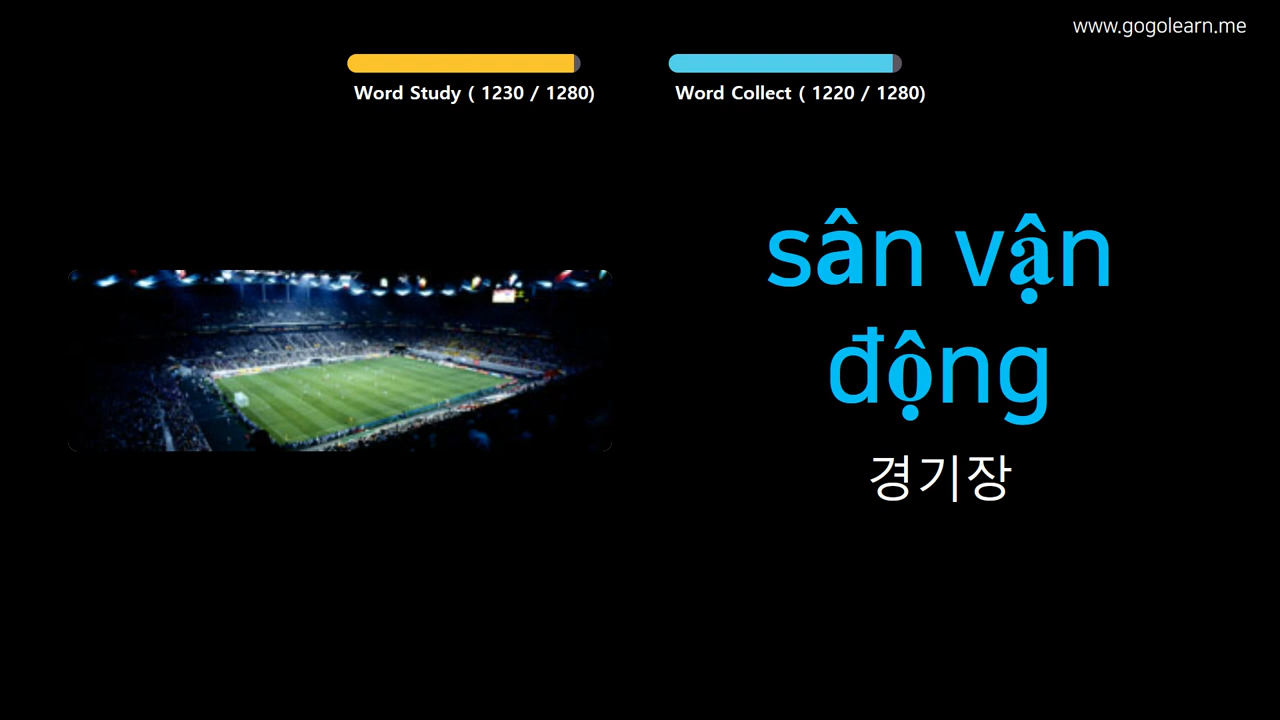 www.gogolearn.me
Word Study ( 1230 / 1280)
Word Collect ( 1220 / 1280)
sân vận
động
경기장